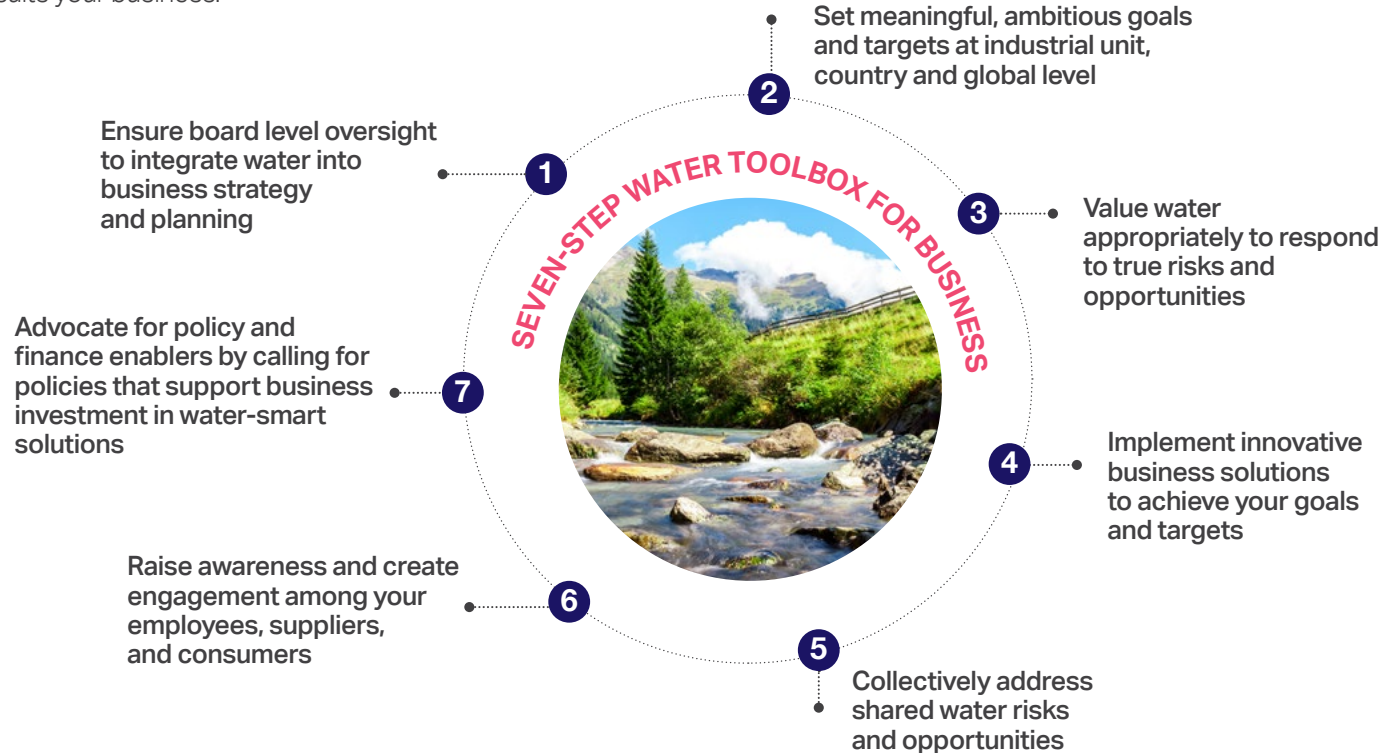 suits your business.
SEVEN-STEP WATER TOOLBOX FOR BUSINESS
1
Ensure board level oversight
to integrate water into
business strategy
and planning
2
Set meaningful, ambitious goals
and targets at industrial unit,
country and global level
3
Value water
appropriately to respond
to true risks and
opportunities
4
Implement innovative
business solutions
to achieve your goals
and targets
5
Collectively address
shared water risks
and opportunities
6
Raise awareness and create
engagement among your
employees, suppliers,
and consumers
7
Advocate for policy and
finance enablers by calling for
policies that support business
investment in water-smart
solutions